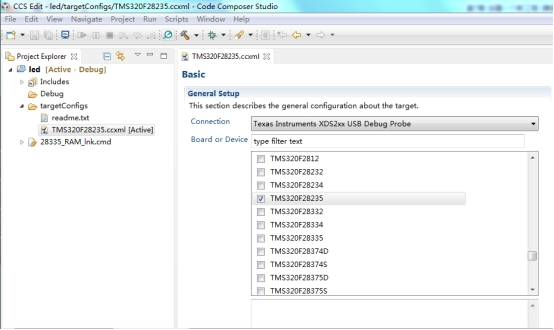 CCS Edit - led/targetConfigs/TMS320F28235.ccxml - Code Composer Studio
File Edit View Navigate Project Run Scripts Window Help
Project Explorer
led [Active - Debug]
Includes
Debug
targetConfigs
readme.txt
TMS320F28235.ccxml [Active]
28335_RAM_lnk.cmd
TMS320F28235.ccxml
Basic
General Setup
This section describes the general configuration about the target.
Connection
Texas Instruments XDS2xx USB Debug Probe
Board or Device
type filter text
TMS320F2812
TMS320F28232
TMS320F28234
TMS320F28235
TMS320F28332
TMS320F28334
TMS320F28335
TMS320F28374D
TMS320F28374S
TMS320F28375D
TMS320F28375S